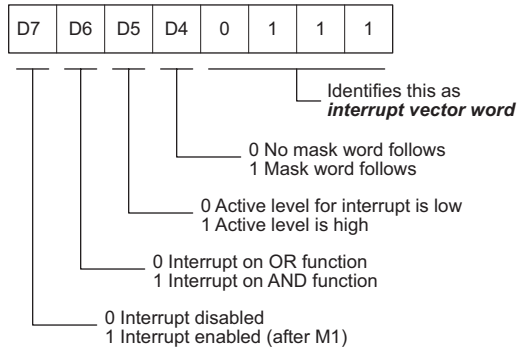 D7 D6 D5 D4 0 1 1 1
Identifies this as
interrupt vector word
0 No mask word follows
1 Mask word follows
0 Active level for interrupt is low
1 Active level is high
0 Interrupt on OR function
1 Interrupt on AND function
0 Interrupt disabled
1 Interrupt enabled (after M1)